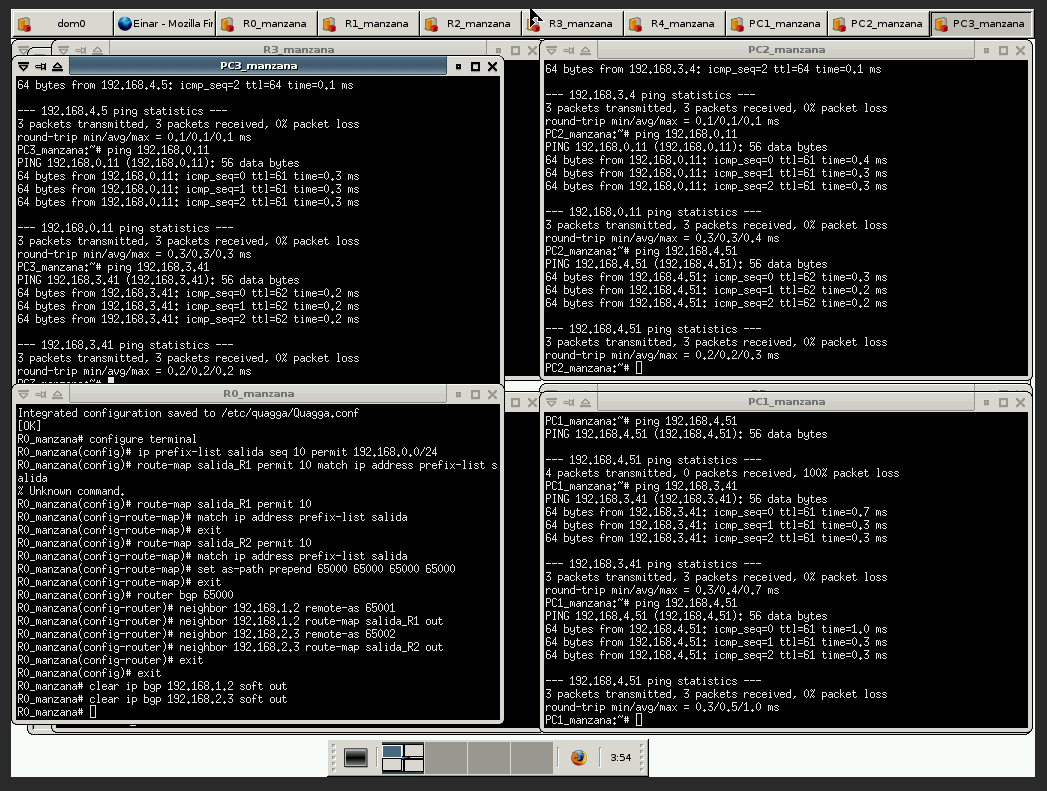 dom0
Einar - Mozilla Fir
R0_manzana
R1_manzana
R2_manzana
R3_manzana
R4_manzana
PC1_manzana
PC2_manzana
PC3_manzana
R3_manzana
PC3_manzana
64 bytes from 192.168.4.5: icmp_seq=2 ttl=64 time=0.1 ms
--- 192.168.4.5 ping statistics ---
3 packets transmitted, 3 packets received, 0% packet loss
round-trip min/avg/max = 0.1/0.1/0.1 ms
PC3_manzana:~# ping 192.168.0.11
PING 192.168.0.11 (192.168.0.11): 56 data bytes
64 bytes from 192.168.0.11: icmp_seq=0 ttl=61 time=0.3 ms
64 bytes from 192.168.0.11: icmp_seq=1 ttl=61 time=0.3 ms
64 bytes from 192.168.0.11: icmp_seq=2 ttl=61 time=0.3 ms
--- 192.168.0.11 ping statistics ---
3 packets transmitted, 3 packets received, 0% packet loss
round-trip min/avg/max = 0.3/0.3/0.3 ms
PC3_manzana:~# ping 192.168.3.41
PING 192.168.3.41 (192.168.3.41): 56 data bytes
64 bytes from 192.168.3.41: icmp_seq=0 ttl=62 time=0.2 ms
64 bytes from 192.168.3.41: icmp_seq=1 ttl=62 time=0.2 ms
64 bytes from 192.168.3.41: icmp_seq=2 ttl=62 time=0.2 ms
--- 192.168.3.41 ping statistics ---
3 packets transmitted, 3 packets received, 0% packet loss
round-trip min/avg/max = 0.2/0.2/0.2 ms
PC3_manzana:~#
PC2_manzana
64 bytes from 192.168.3.4: icmp_seq=2 ttl=64 time=0.1 ms
--- 192.168.3.4 ping statistics ---
3 packets transmitted, 3 packets received, 0% packet loss
round-trip min/avg/max = 0.1/0.1/0.1 ms
PC2_manzana:~# ping 192.168.0.11
PING 192.168.0.11 (192.168.0.11): 56 data bytes
64 bytes from 192.168.0.11: icmp_seq=0 ttl=61 time=0.4 ms
64 bytes from 192.168.0.11: icmp_seq=1 ttl=61 time=0.3 ms
64 bytes from 192.168.0.11: icmp_seq=2 ttl=61 time=0.3 ms
--- 192.168.0.11 ping statistics ---
3 packets transmitted, 3 packets received, 0% packet loss
round-trip min/avg/max = 0.3/0.3/0.4 ms
PC2_manzana:~# ping 192.168.4.51
PING 192.168.4.51 (192.168.4.51): 56 data bytes
64 bytes from 192.168.4.51: icmp_seq=0 ttl=62 time=0.3 ms
64 bytes from 192.168.4.51: icmp_seq=1 ttl=62 time=0.2 ms
64 bytes from 192.168.4.51: icmp_seq=2 ttl=62 time=0.2 ms
--- 192.168.4.51 ping statistics ---
3 packets transmitted, 3 packets received, 0% packet loss
round-trip min/avg/max = 0.2/0.2/0.3 ms
PC2_manzana:~#
R0_manzana
Integrated configuration saved to /etc/quagga/Quagga.conf
[OK]
R0_manzana# configure terminal
R0_manzana(config)# ip prefix-list salida seq 10 permit 192.168.0.0/24
R0_manzana(config)# route-map salida_R1 permit 10 match ip address prefix-list s
alida
% Unknown command.
R0_manzana(config)# route-map salida_R1 permit 10
R0_manzana(config-route-map)# match ip address prefix-list salida
R0_manzana(config-route-map)# exit
R0_manzana(config)# route-map salida_R2 permit 10
R0_manzana(config-route-map)# match ip address prefix-list salida
R0_manzana(config-route-map)# set as-path prepend 65000 65000 65000 65000
R0_manzana(config-route-map)# exit
R0_manzana(config)# router bgp 65000
R0_manzana(config-router)# neighbor 192.168.1.2 remote-as 65001
R0_manzana(config-router)# neighbor 192.168.1.2 route-map salida_R1 out
R0_manzana(config-router)# neighbor 192.168.2.3 remote-as 65002
R0_manzana(config-router)# neighbor 192.168.2.3 route-map salida_R2 out
R0_manzana(config-router)# exit
R0_manzana(config)# exit
R0_manzana# clear ip bgp 192.168.1.2 soft out
R0_manzana# clear ip bgp 192.168.2.3 soft out
R0_manzana#
PC1_manzana
PC1_manzana:~# ping 192.168.4.51
PING 192.168.4.51 (192.168.4.51): 56 data bytes
--- 192.168.4.51 ping statistics ---
4 packets transmitted, 0 packets received, 100% packet loss
PC1_manzana:~# ping 192.168.3.41
PING 192.168.3.41 (192.168.3.41): 56 data bytes
64 bytes from 192.168.3.41: icmp_seq=0 ttl=61 time=0.7 ms
64 bytes from 192.168.3.41: icmp_seq=1 ttl=61 time=0.3 ms
64 bytes from 192.168.3.41: icmp_seq=2 ttl=61 time=0.3 ms
--- 192.168.3.41 ping statistics ---
3 packets transmitted, 3 packets received, 0% packet loss
round-trip min/avg/max = 0.3/0.4/0.7 ms
PC1_manzana:~# ping 192.168.4.51
PING 192.168.4.51 (192.168.4.51): 56 data bytes
64 bytes from 192.168.4.51: icmp_seq=0 ttl=61 time=1.0 ms
64 bytes from 192.168.4.51: icmp_seq=1 ttl=61 time=0.3 ms
64 bytes from 192.168.4.51: icmp_seq=2 ttl=61 time=0.3 ms
--- 192.168.4.51 ping statistics ---
3 packets transmitted, 3 packets received, 0% packet loss
round-trip min/avg/max = 0.3/0.5/1.0 ms
PC1_manzana:~#
3:54